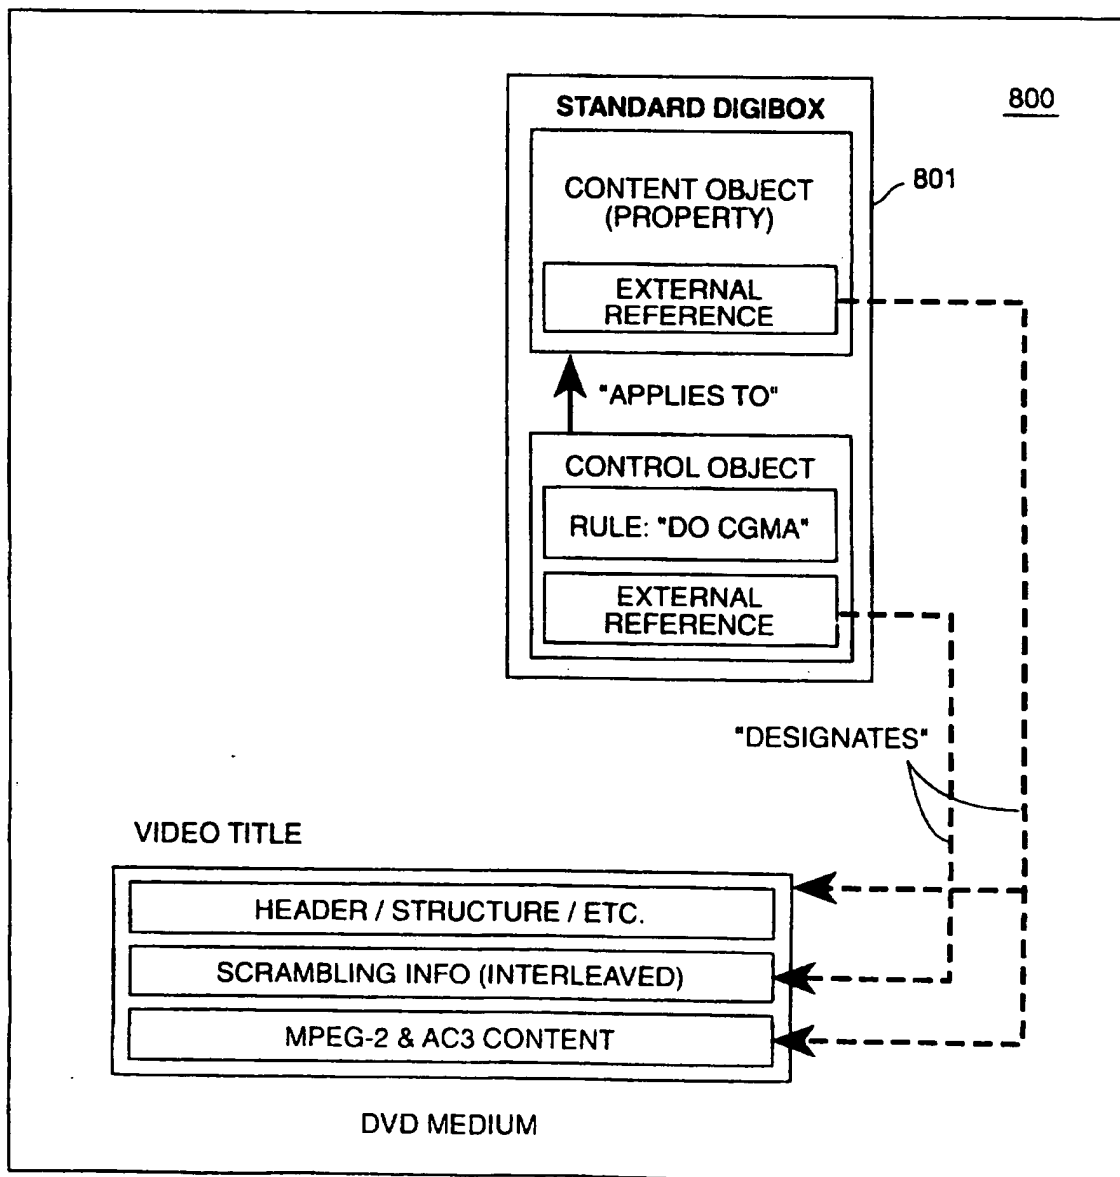 800
STANDARD DIGIBOX
801
CONTENT OBJECT
(PROPERTY)
EXTERNAL
REFERENCE
"APPLIES TO"
CONTROL OBJECT
RULE: "DO CGMA"
EXTERNAL
REFERENCE
"DESIGNATES"
VIDEO TITLE
HEADER / STRUCTURE / ETC.
SCRAMBLING INFO (INTERLEAVED)
MPEG-2 & AC3 CONTENT
DVD MEDIUM